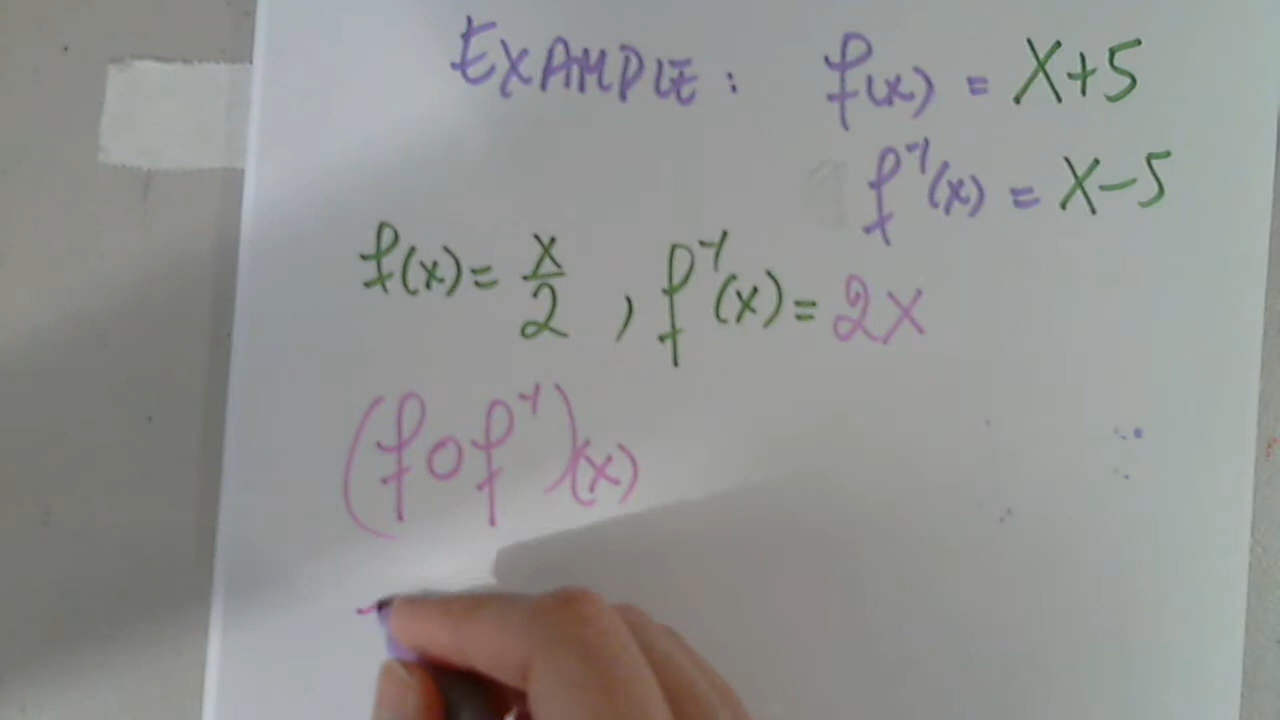 EXAMPLE: f(x) = x+5
f⁻¹(x) = x-5
f(x) = x/2 , f⁻¹(x) = 2x
(f o f⁻¹)(x)